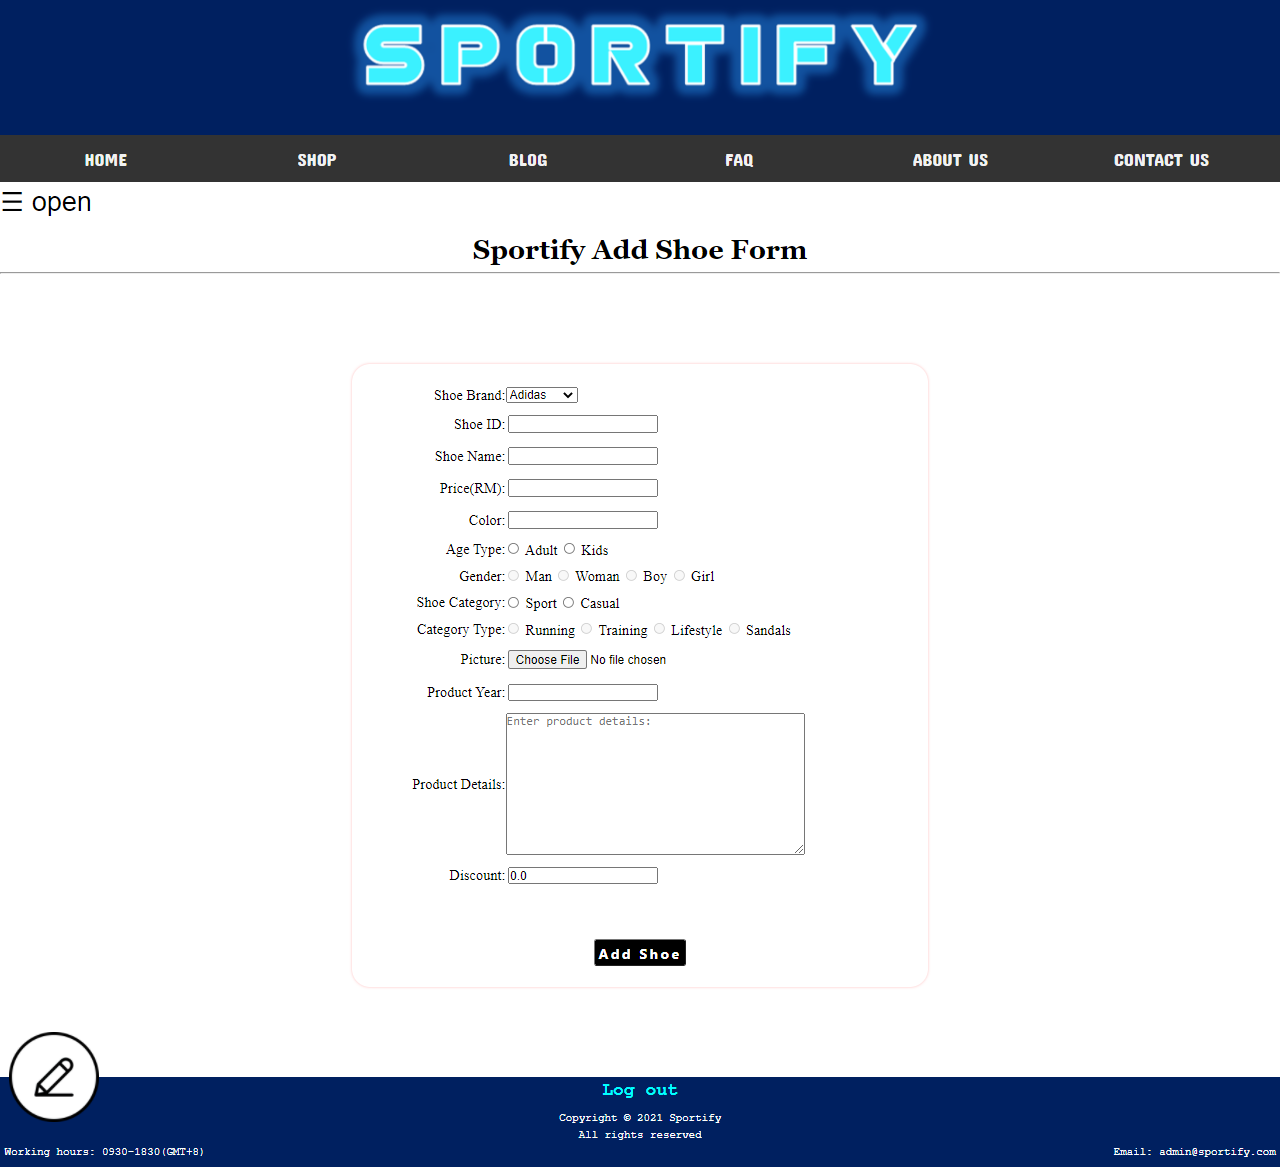 SPORTIFY
HOME SHOP BLOG FAQ ABOUT US CONTACT US
☰ open
Sportify Add Shoe Form
Shoe Brand: Adidas
Shoe ID:
Shoe Name:
Price(RM):
Color:
Age Type: Adult Kids
Gender: Man Woman Boy Girl
Shoe Category: Sport Casual
Category Type: Running Training Lifestyle Sandals
Picture: Choose File No file chosen
Product Year:
Enter product details:
Product Details:
Discount: 0.0
Add Shoe
Log out
Copyright © 2021 Sportify
All rights reserved
Working hours: 0930-1830(GMT+8) Email: admin@sportify.com